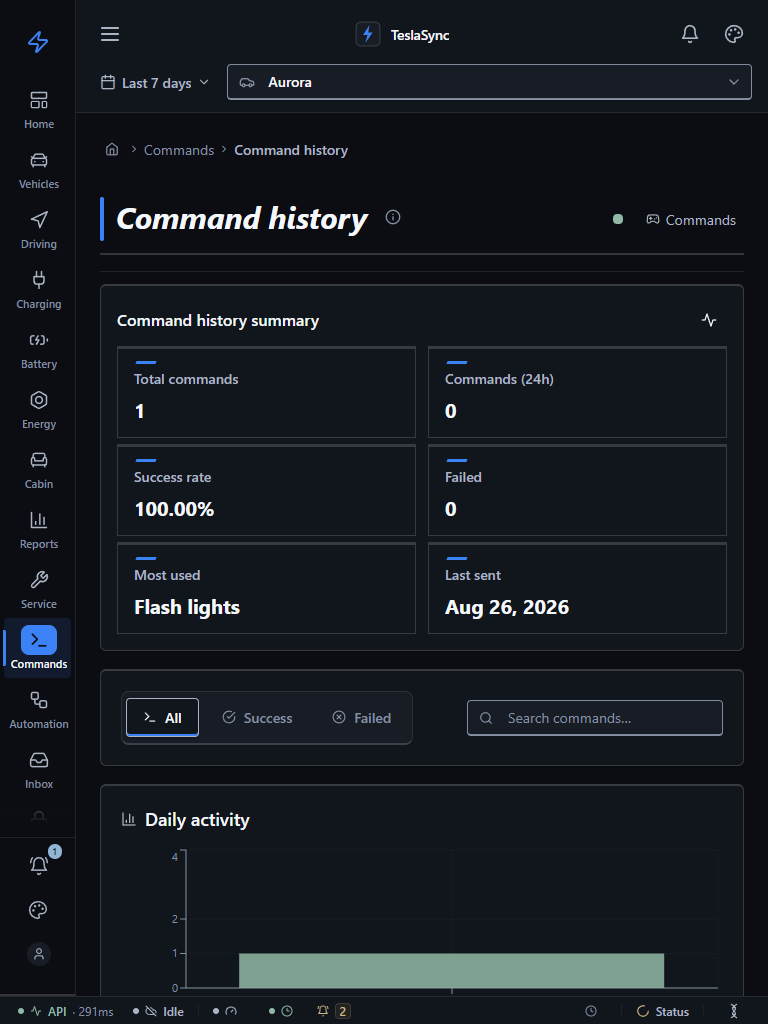 TeslaSync
Last 7 days
Aurora
Home
Vehicles
Driving
Charging
Battery
Energy
Cabin
Reports
Service
Commands
Automation
Inbox
1
Commands
Command history
Command history
Commands
Command history summary
Total commands
1
Commands (24h)
0
Success rate
100.00%
Failed
0
Most used
Flash lights
Last sent
Aug 26, 2026
All
Success
Failed
Search commands...
Daily activity
4
2
1
0
API · 291ms
Idle
2
Status